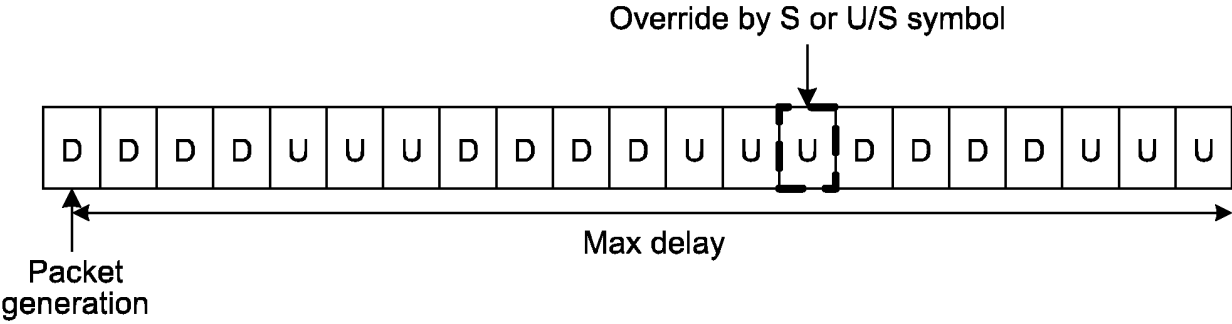 Override by S or U/S symbol
D D D D U U U D D D D U U U D D D D U U U
Max delay
Packet
generation